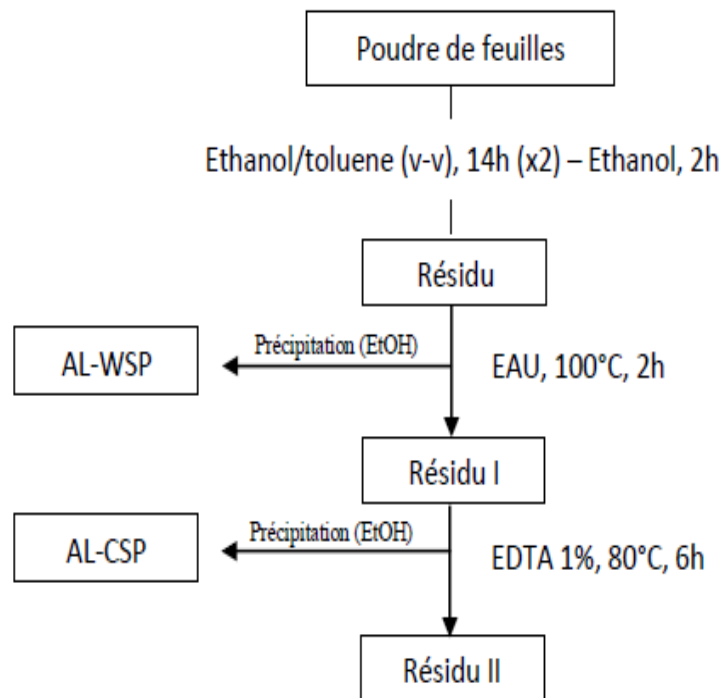 Poudre de feuilles
Ethanol/toluene (v-v), 14h (x2) – Ethanol, 2h
Résidu
Précipitation (EtOH)
AL-WSP
EAU, 100°C, 2h
Résidu I
Précipitation (EtOH)
AL-CSP
EDTA 1%, 80°C, 6h
Résidu II